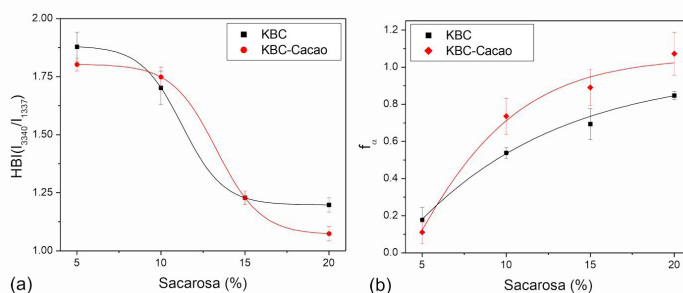 KBC
KBC-Cacao
2.00
1.75
1.50
1.25
1.00
HBI(I3340/I1337)
5
10
15
20
Sacarosa (%)
(a)
KBC
KBC-Cacao
1.2
1.0
0.8
0.6
0.4
0.2
0.0
fα
5
10
15
20
Sacarosa (%)
(b)